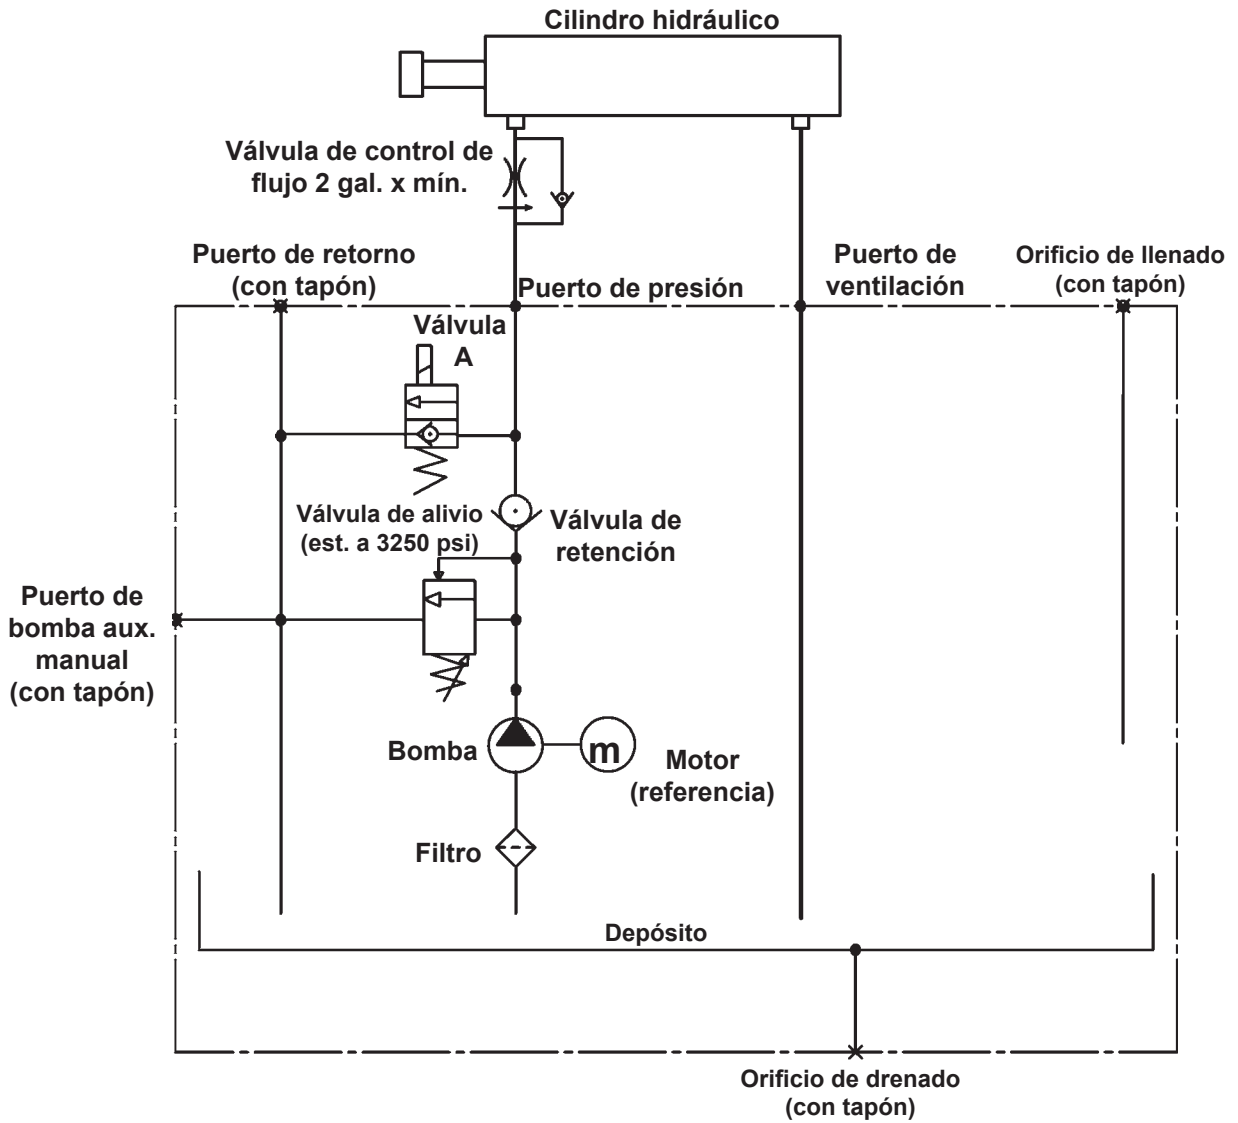 Cilindro hidráulico
Válvula de control de
flujo 2 gal. x mín.
Puerto de retorno
(con tapón)
Puerto de presión
Puerto de
ventilación
Orificio de llenado
(con tapón)
Válvula
A
Válvula de alivio
(est. a 3250 psi)
Válvula de
retención
Puerto de
bomba aux.
manual
(con tapón)
Bomba
m
Motor
(referencia)
Filtro
Depósito
Orificio de drenado
(con tapón)